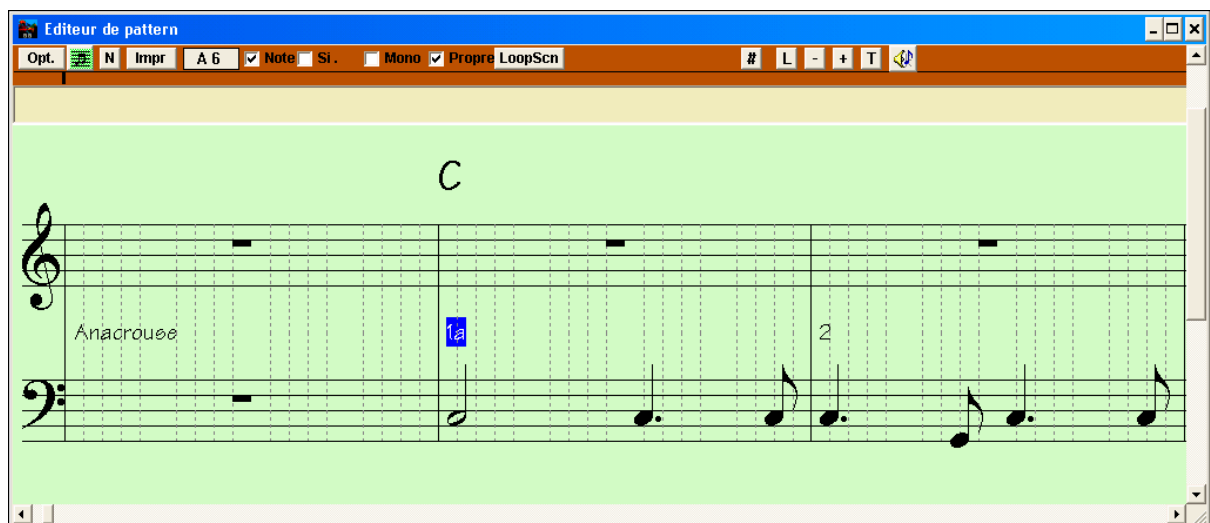 Editeur de pattern
Opt. N Impr A 6 Note Si . Mono Propre LoopScn # L - + T
C
Anacrouse 1a 2